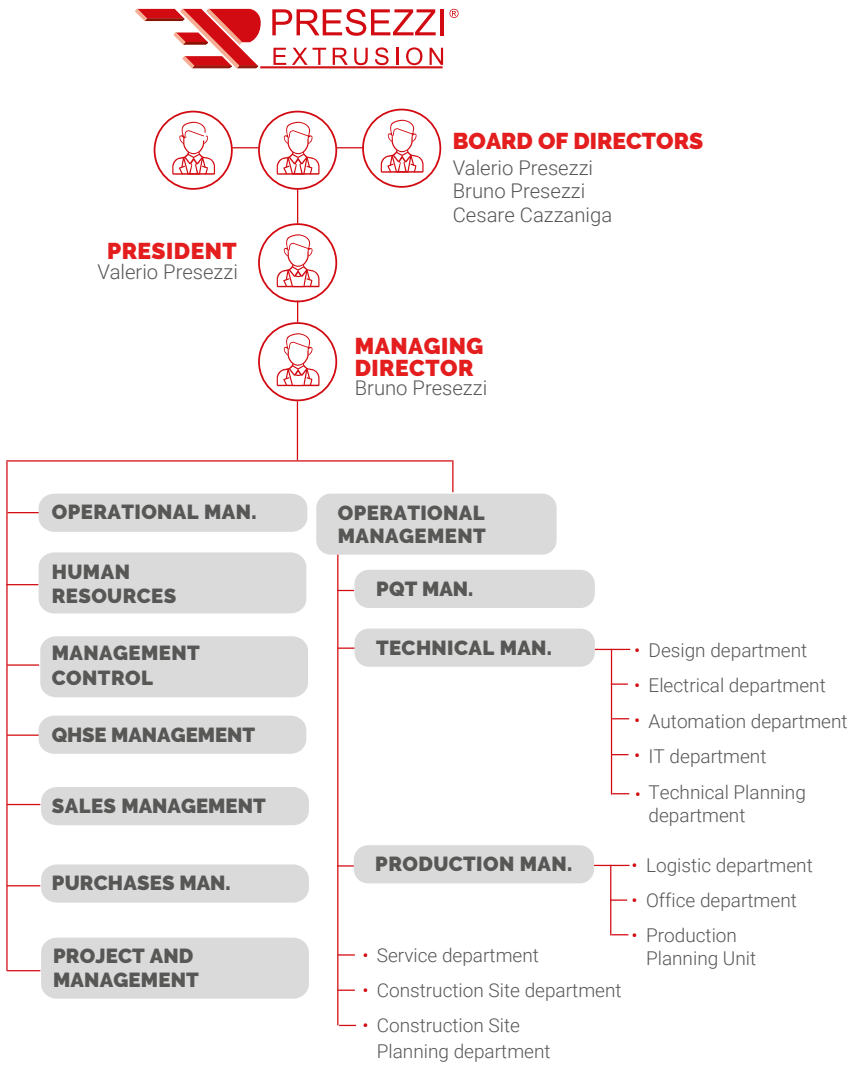 PRESEZZI®
EXTRUSION
BOARD OF DIRECTORS
Valerio Presezzi
Bruno Presezzi
Cesare Cazzaniga
PRESIDENT
Valerio Presezzi
MANAGING
DIRECTOR
Bruno Presezzi
OPERATIONAL MAN.
HUMAN
RESOURCES
MANAGEMENT
CONTROL
QHSE MANAGEMENT
SALES MANAGEMENT
PURCHASES MAN.
PROJECT AND
MANAGEMENT
OPERATIONAL
MANAGEMENT
PQT MAN.
TECHNICAL MAN.
• Design department
• Electrical department
• Automation department
• IT department
• Technical Planning
department
PRODUCTION MAN.
• Logistic department
• Office department
• Production
Planning Unit
• Service department
• Construction Site department
• Construction Site
Planning department